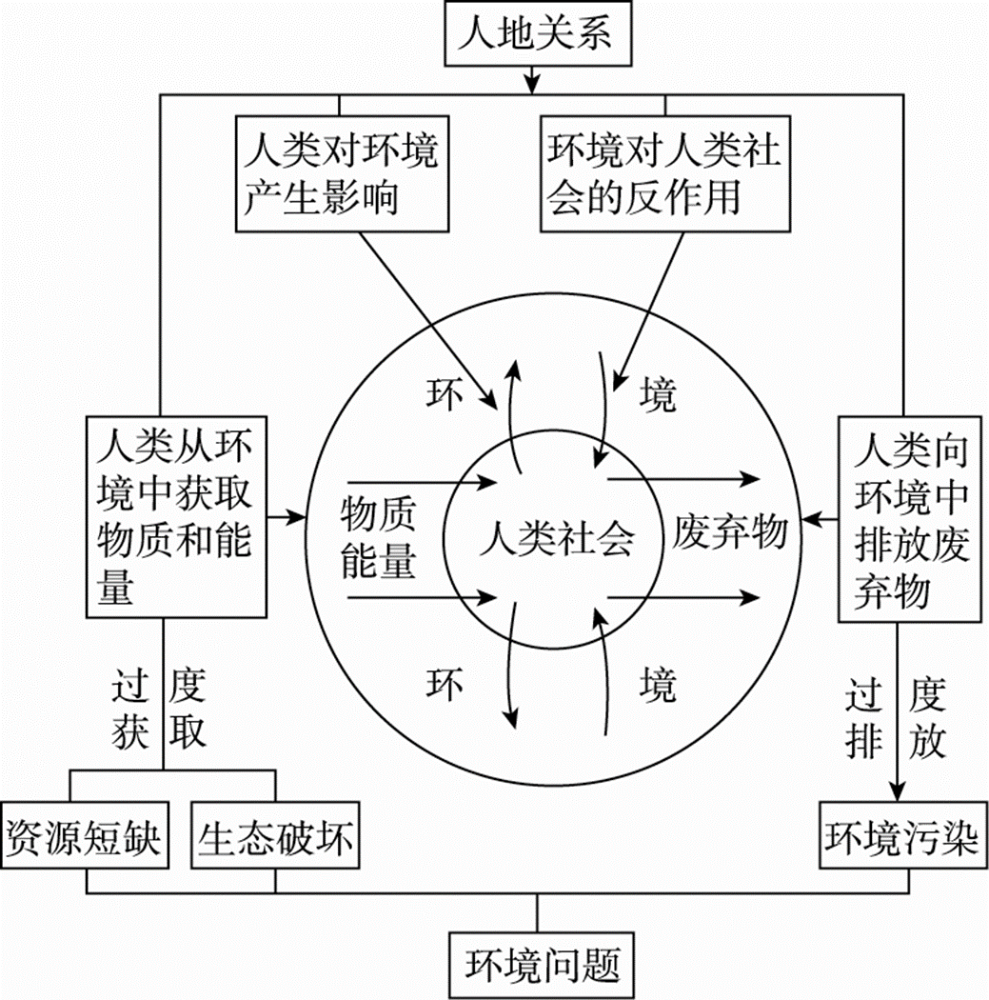 人地关系
人类对环境
产生影响
环境对人类社
会的反作用
环 境
人类从环
境中获取
物质和能
量
物质
能量
人类社会
废弃物
人类向
环境中
排放废
弃物
环 境
过 度
获 取
过 度
排 放
资源短缺
生态破坏
环境污染
环境问题